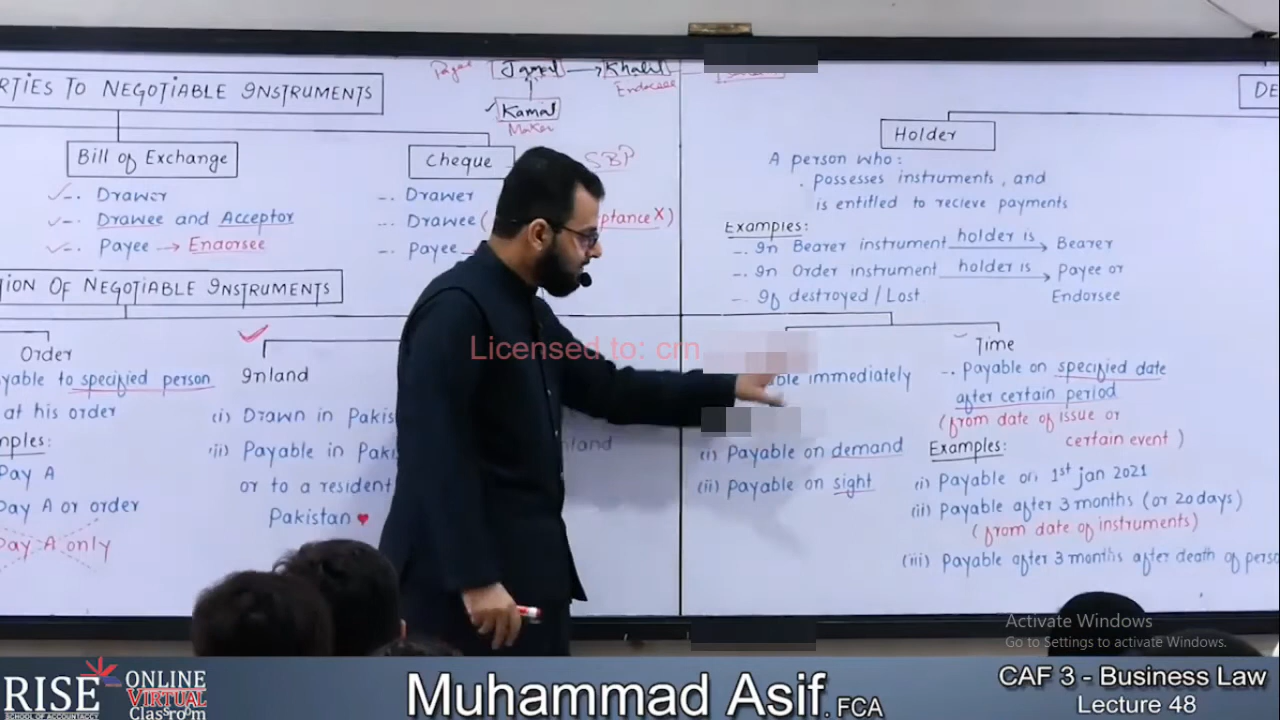 RTIES TO NEGOTIABLE INSTRUMENTS
Payee Jamal → Khalil
Endorsee
Kamal
Maker
DE
Bill of Exchange
-. Drawer
-. Drawee and Acceptor
-. Payee → Endorsee
Cheque
SBP
-. Drawer
-. Drawee (
ptance X)
-. Payee
Holder
A person who:
. Possesses instruments, and
is entitled to recieve payments
Examples:
-. In Bearer instrument holder is → Bearer
-. In Order instrument holder is → Payee or
Endorsee
-. If destroyed / Lost
ION OF NEGOTIABLE INSTRUMENTS
Order
yable to specified person
at his order
mples:
Pay A
Pay A or order
Pay A only
Inland
(i) Drawn in Pakis
(ii) Payable in Paki
or to a resident
Pakistan
nland
ble immediately
(i) Payable on demand
(ii) Payable on sight
Time
-. Payable on specified date
after certain period
(from date of issue or
certain event)
Examples:
(i) Payable on 1st jan 2021
(ii) Payable after 3 months (or 20 days)
(from date of instruments)
(iii) Payable after 3 months after death of perso
Licensed to: crn
Activate Windows
Go to Settings to activate Windows.
RISE
SCHOOL OF ACCOUNTANCY
ONLINE
VIRTUAL
Classroom
Muhammad Asif. FCA
CAF 3 - Business Law
Lecture 48